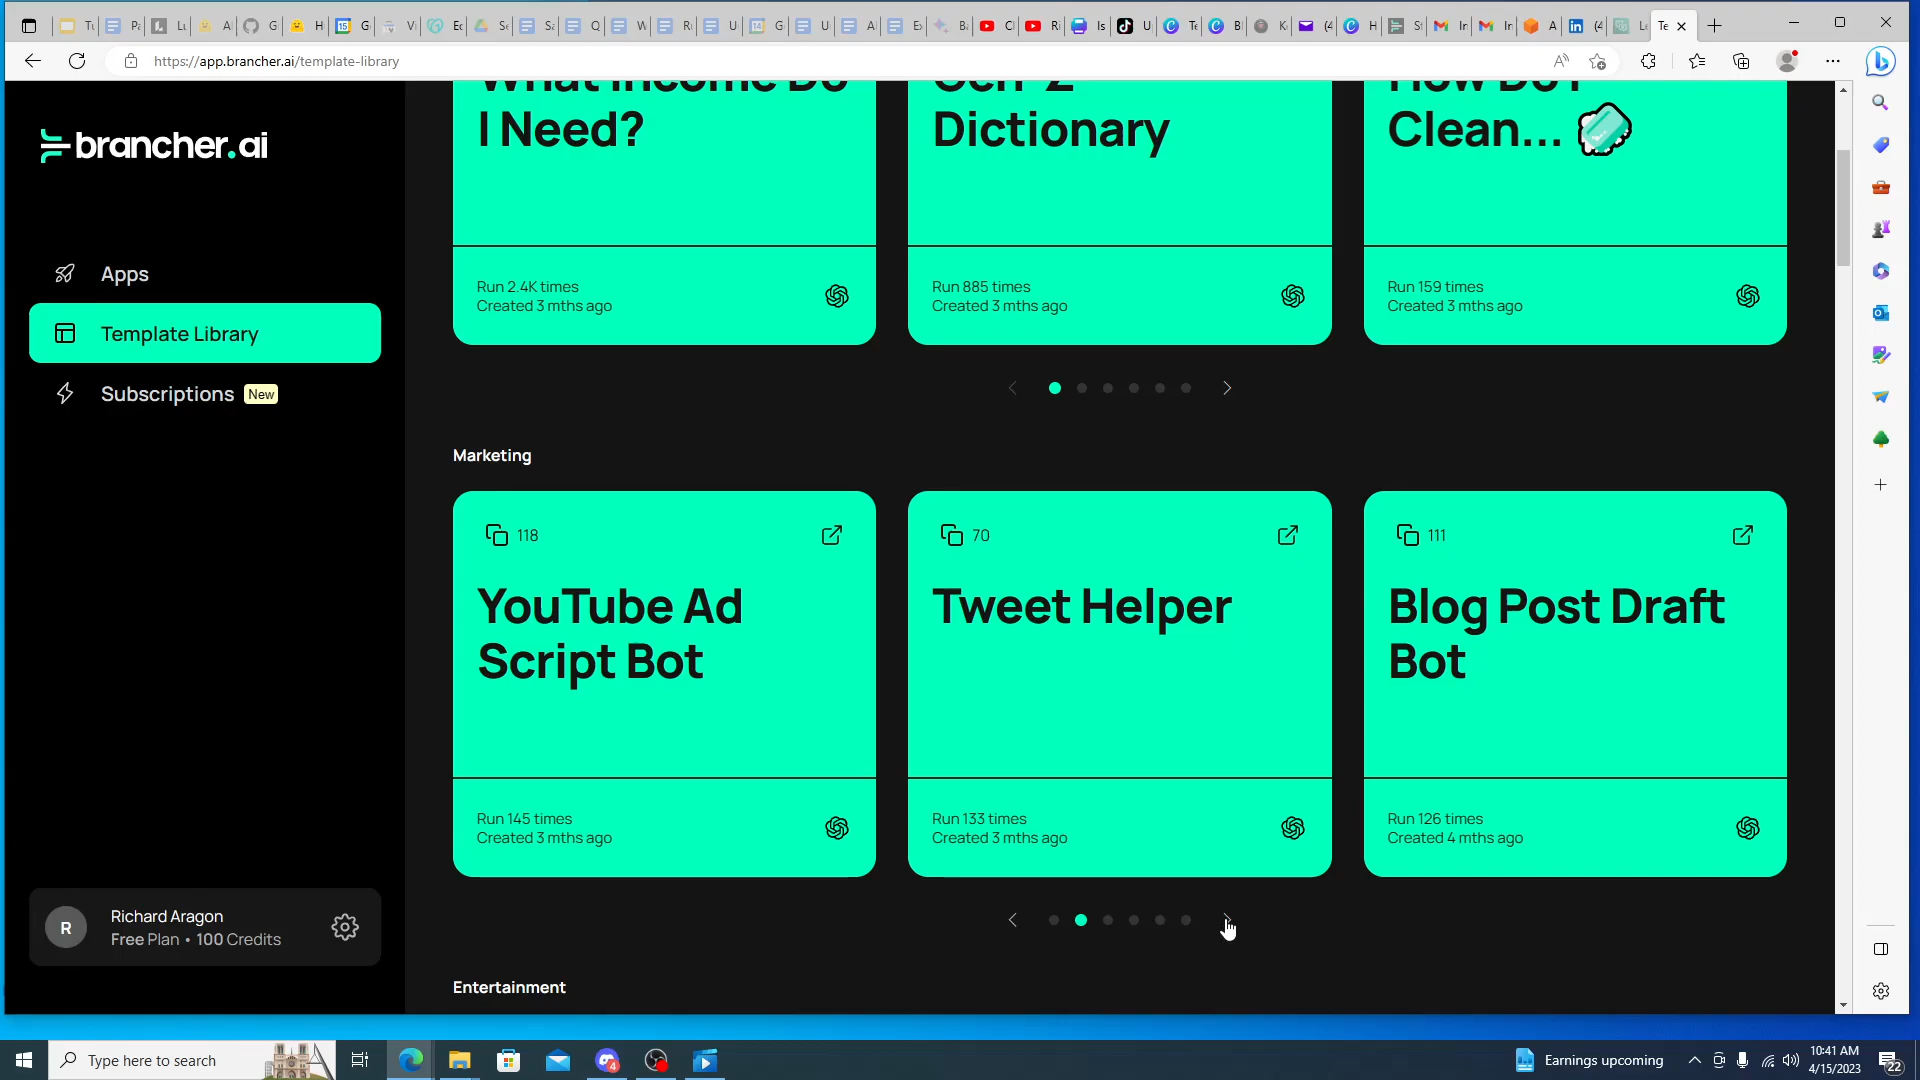 https://app.brancher.ai/template-library
brancher.ai
Apps
Template Library
Subscriptions New
Richard Aragon
Free Plan • 100 Credits
I Need?
Run 2.4K times
Created 3 mths ago
Dictionary
Run 885 times
Created 3 mths ago
Clean...
Run 159 times
Created 3 mths ago
Marketing
118
YouTube Ad
Script Bot
Run 145 times
Created 3 mths ago
70
Tweet Helper
Run 133 times
Created 3 mths ago
111
Blog Post Draft
Bot
Run 126 times
Created 4 mths ago
Entertainment
Type here to search
Earnings upcoming
10:41 AM
4/15/2023
22